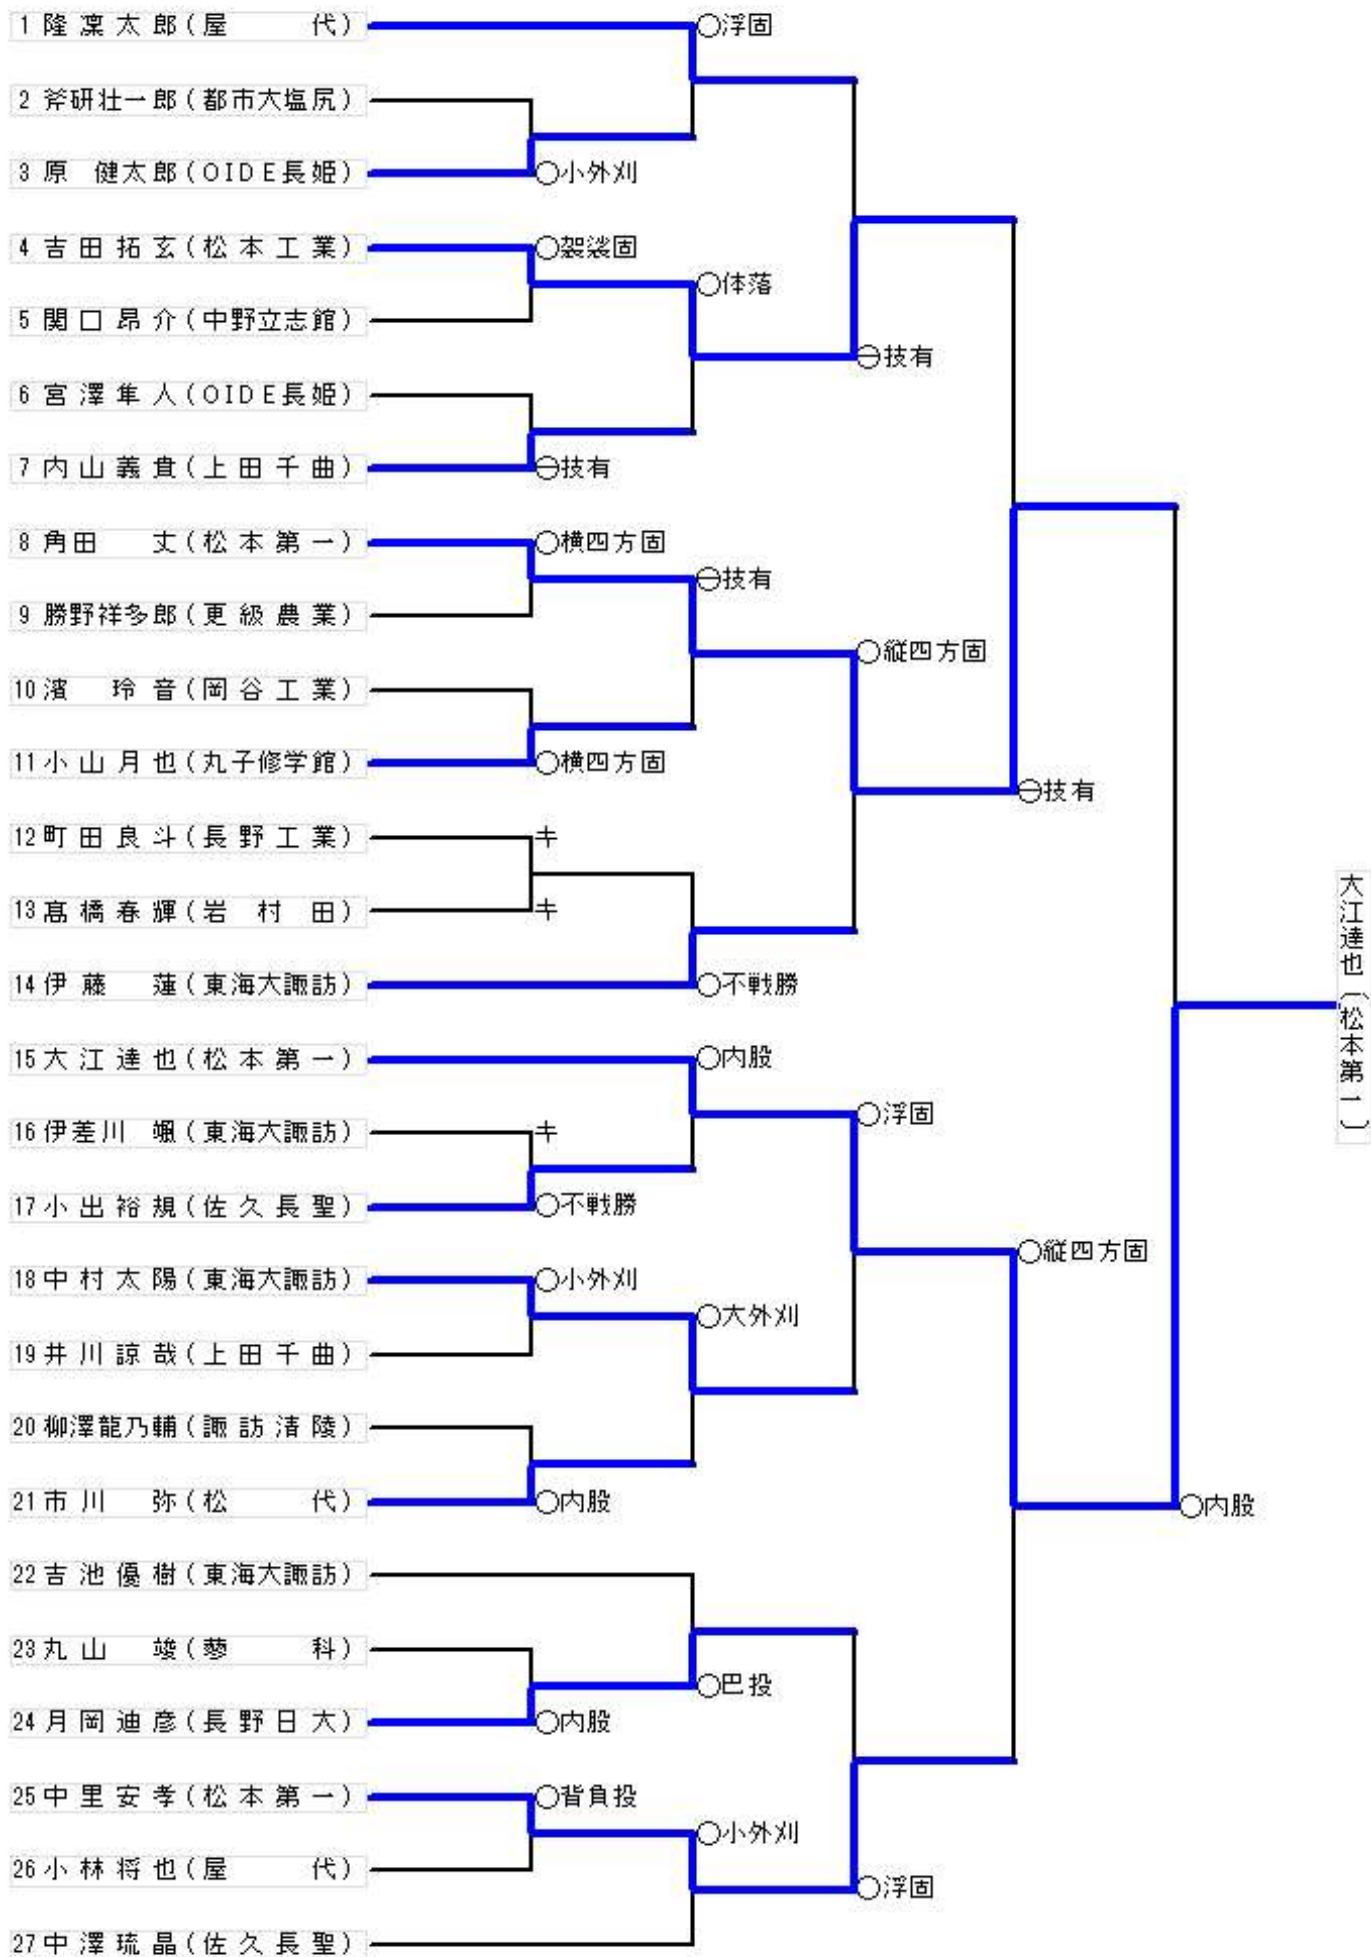 1 隆凜太郎(屋代)
○浮固
2 斧研壮一郎(都市大塩尻)
3 原 健太郎(OIDE長姫)
○小外刈
4 吉田拓玄(松本工業)
○袈裟固
○体落
5 関口昂介(中野立志館)
技有
6 宮澤隼人(OIDE長姫)
7 内山義貴(上田千曲)
技有
8 角田 丈(松本第一)
○横四方固
技有
9 勝野祥多郎(更級農業)
○縦四方固
10 濱 玲音(岡谷工業)
11 小山月也(丸子修学館)
○横四方固
技有
12 町田良斗(長野工業)
キ
13 髙橋春輝(岩村田)
キ
14 伊藤 蓮(東海大諏訪)
○不戦勝
大江達也(松本第一)
15 大江達也(松本第一)
○内股
○浮固
16 伊差川 颯(東海大諏訪)
キ
17 小出裕規(佐久長聖)
○不戦勝
○縦四方固
18 中村太陽(東海大諏訪)
○小外刈
○大外刈
19 井川諒哉(上田千曲)
20 柳澤龍乃輔(諏訪清陵)
21 市川 弥(松代)
○内股
○内股
22 吉池優樹(東海大諏訪)
23 丸山 竣(蓼科)
○巴投
24 月岡迪彦(長野日大)
○内股
25 中里安孝(松本第一)
○背負投
○小外刈
26 小林将也(屋代)
○浮固
27 中澤琉晶(佐久長聖)